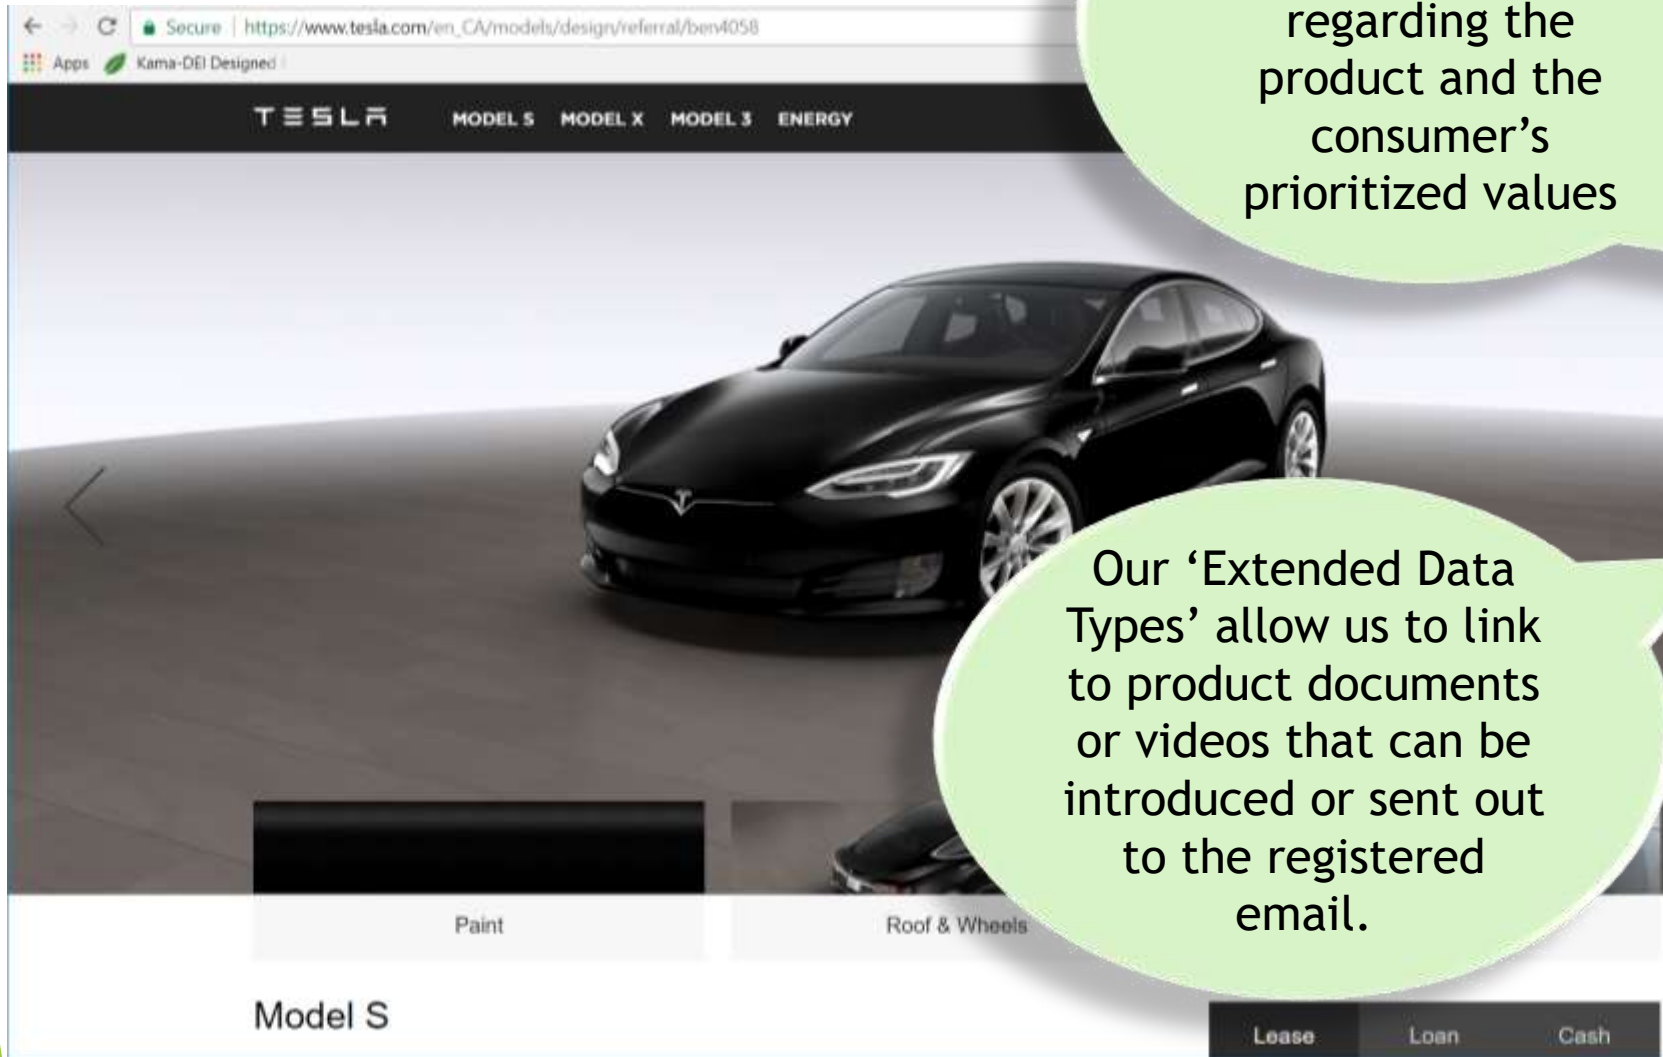 Secure | https://www.tesla.com/en_CA/models/design/referral/ben4058
Apps Kama-DEI Designed
TESLA MODEL S MODEL X MODEL 3 ENERGY
regarding the
product and the
consumer’s
prioritized values
Our ‘Extended Data
Types’ allow us to link
to product documents
or videos that can be
introduced or sent out
to the registered
email.
Paint
Roof & Wheels
Model S
Lease Loan Cash